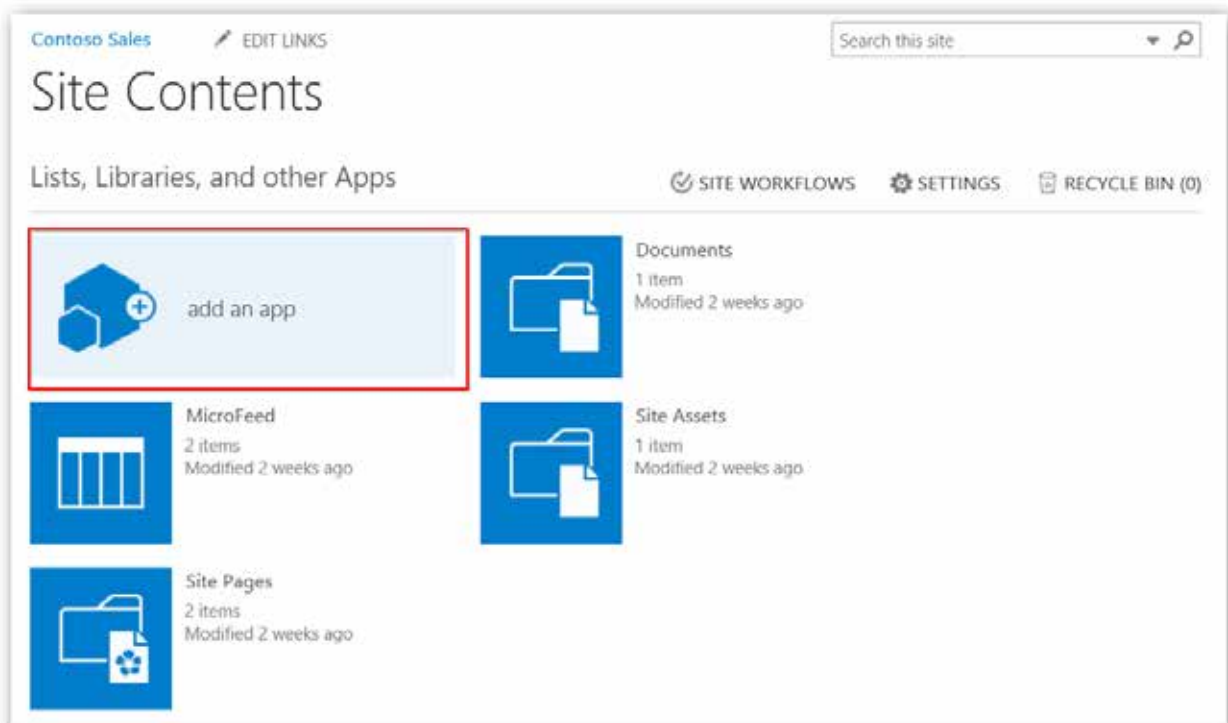 Contoso Sales EDIT LINKS Search this site
Site Contents
Lists, Libraries, and other Apps SITE WORKFLOWS SETTINGS RECYCLE BIN (0)
add an app
Documents
1 item
Modified 2 weeks ago
MicroFeed
2 items
Modified 2 weeks ago
Site Assets
1 item
Modified 2 weeks ago
Site Pages
2 items
Modified 2 weeks ago